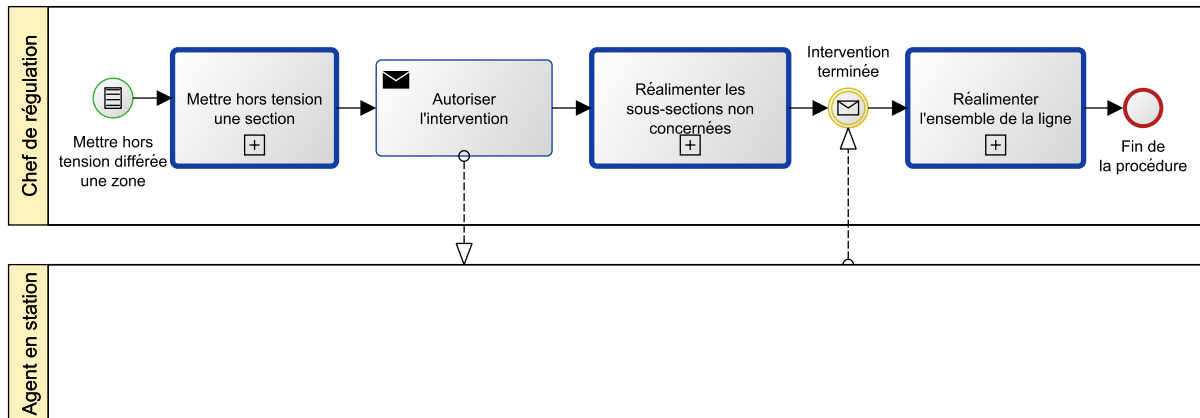 Chef de régulation
Mettre hors
tension différée
une zone
Mettre hors tension
une section
Autoriser
l'intervention
Réalimenter les
sous-sections non
concernées
Intervention
terminée
Réalimenter
l'ensemble de la ligne
Fin de
la procédure
Agent en station